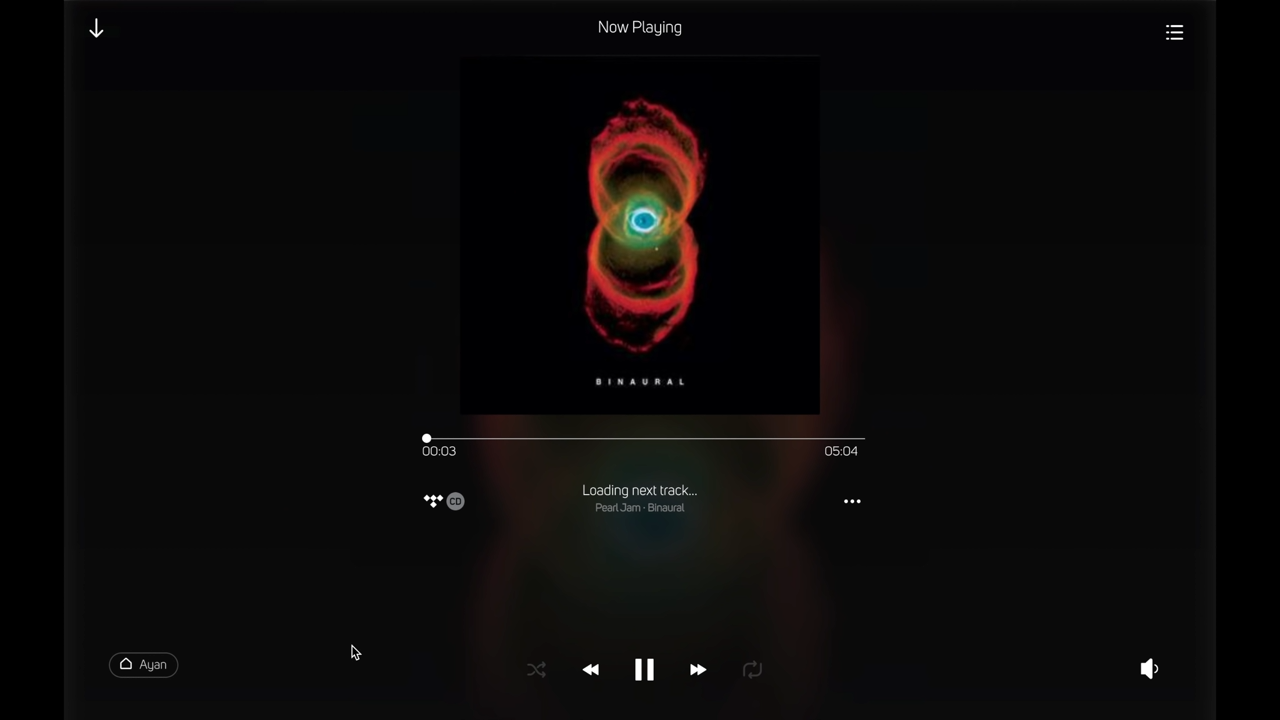 Now Playing
BINAURAL
00:03
05:04
CD
Loading next track...
Pearl Jam · Binaural
Ayan